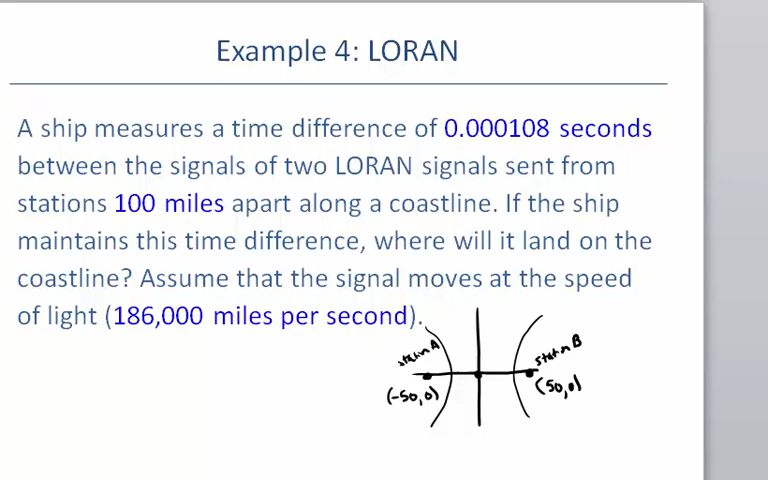 Example 4: LORAN
A ship measures a time difference of 0.000108 seconds
between the signals of two LORAN signals sent from
stations 100 miles apart along a coastline. If the ship
maintains this time difference, where will it land on the
coastline? Assume that the signal moves at the speed
of light (186,000 miles per second).
station A
station B
(-50,0)
(50,0)